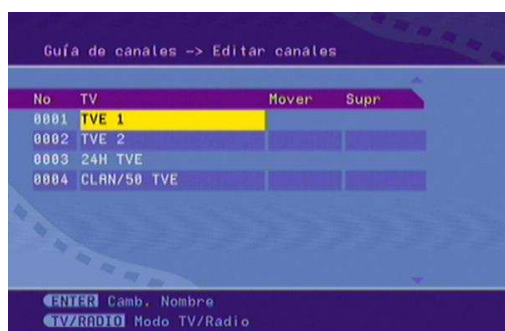 Guía de canales -> Editar canales
No TV Mover Supr
0001 TVE 1
0002 TVE 2
0003 24H TVE
0004 CLAN/50 TVE
ENTER Camb. Nombre
TV/RADIO Modo TV/Radio